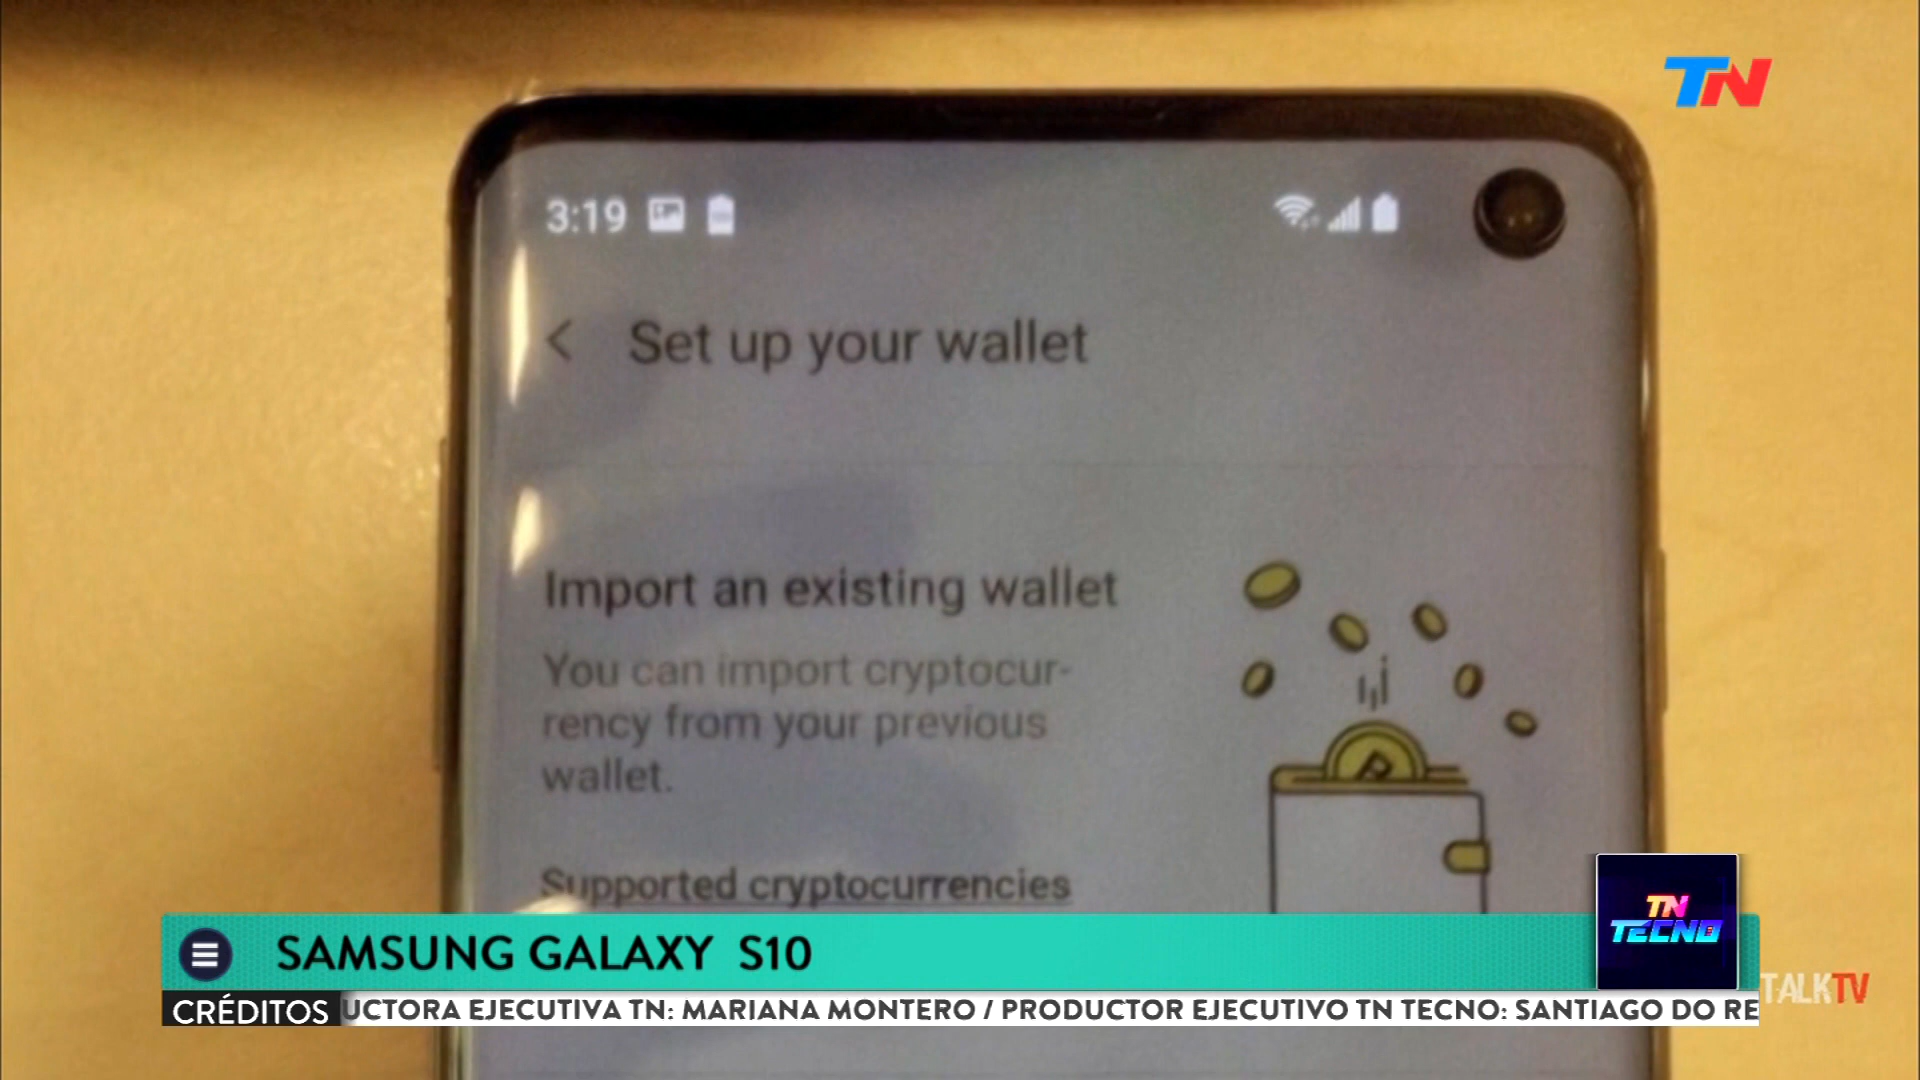 TN
3:19
Set up your wallet
Import an existing wallet
You can import cryptocur-
rency from your previous
wallet.
Supported cryptocurrencies
SAMSUNG GALAXY S10
TN
TECNO
TALKTV
CRÉDITOS UCTORA EJECUTIVA TN: MARIANA MONTERO / PRODUCTOR EJECUTIVO TN TECNO: SANTIAGO DO RE